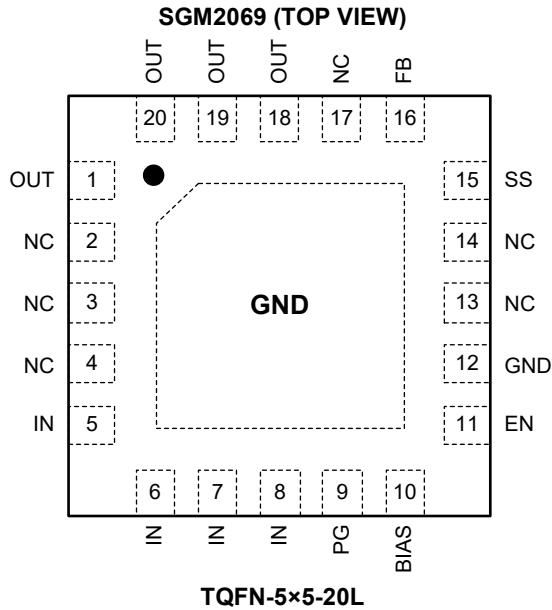 SGM2069 (TOP VIEW)
OUT OUT OUT NC FB
20 19 18 17 16
OUT 1 15 SS
NC 2 14 NC
NC 3 GND 13 NC
NC 4 12 GND
IN 5 11 EN
6 7 8 9 10
IN IN IN PG BIAS
TQFN-5×5-20L